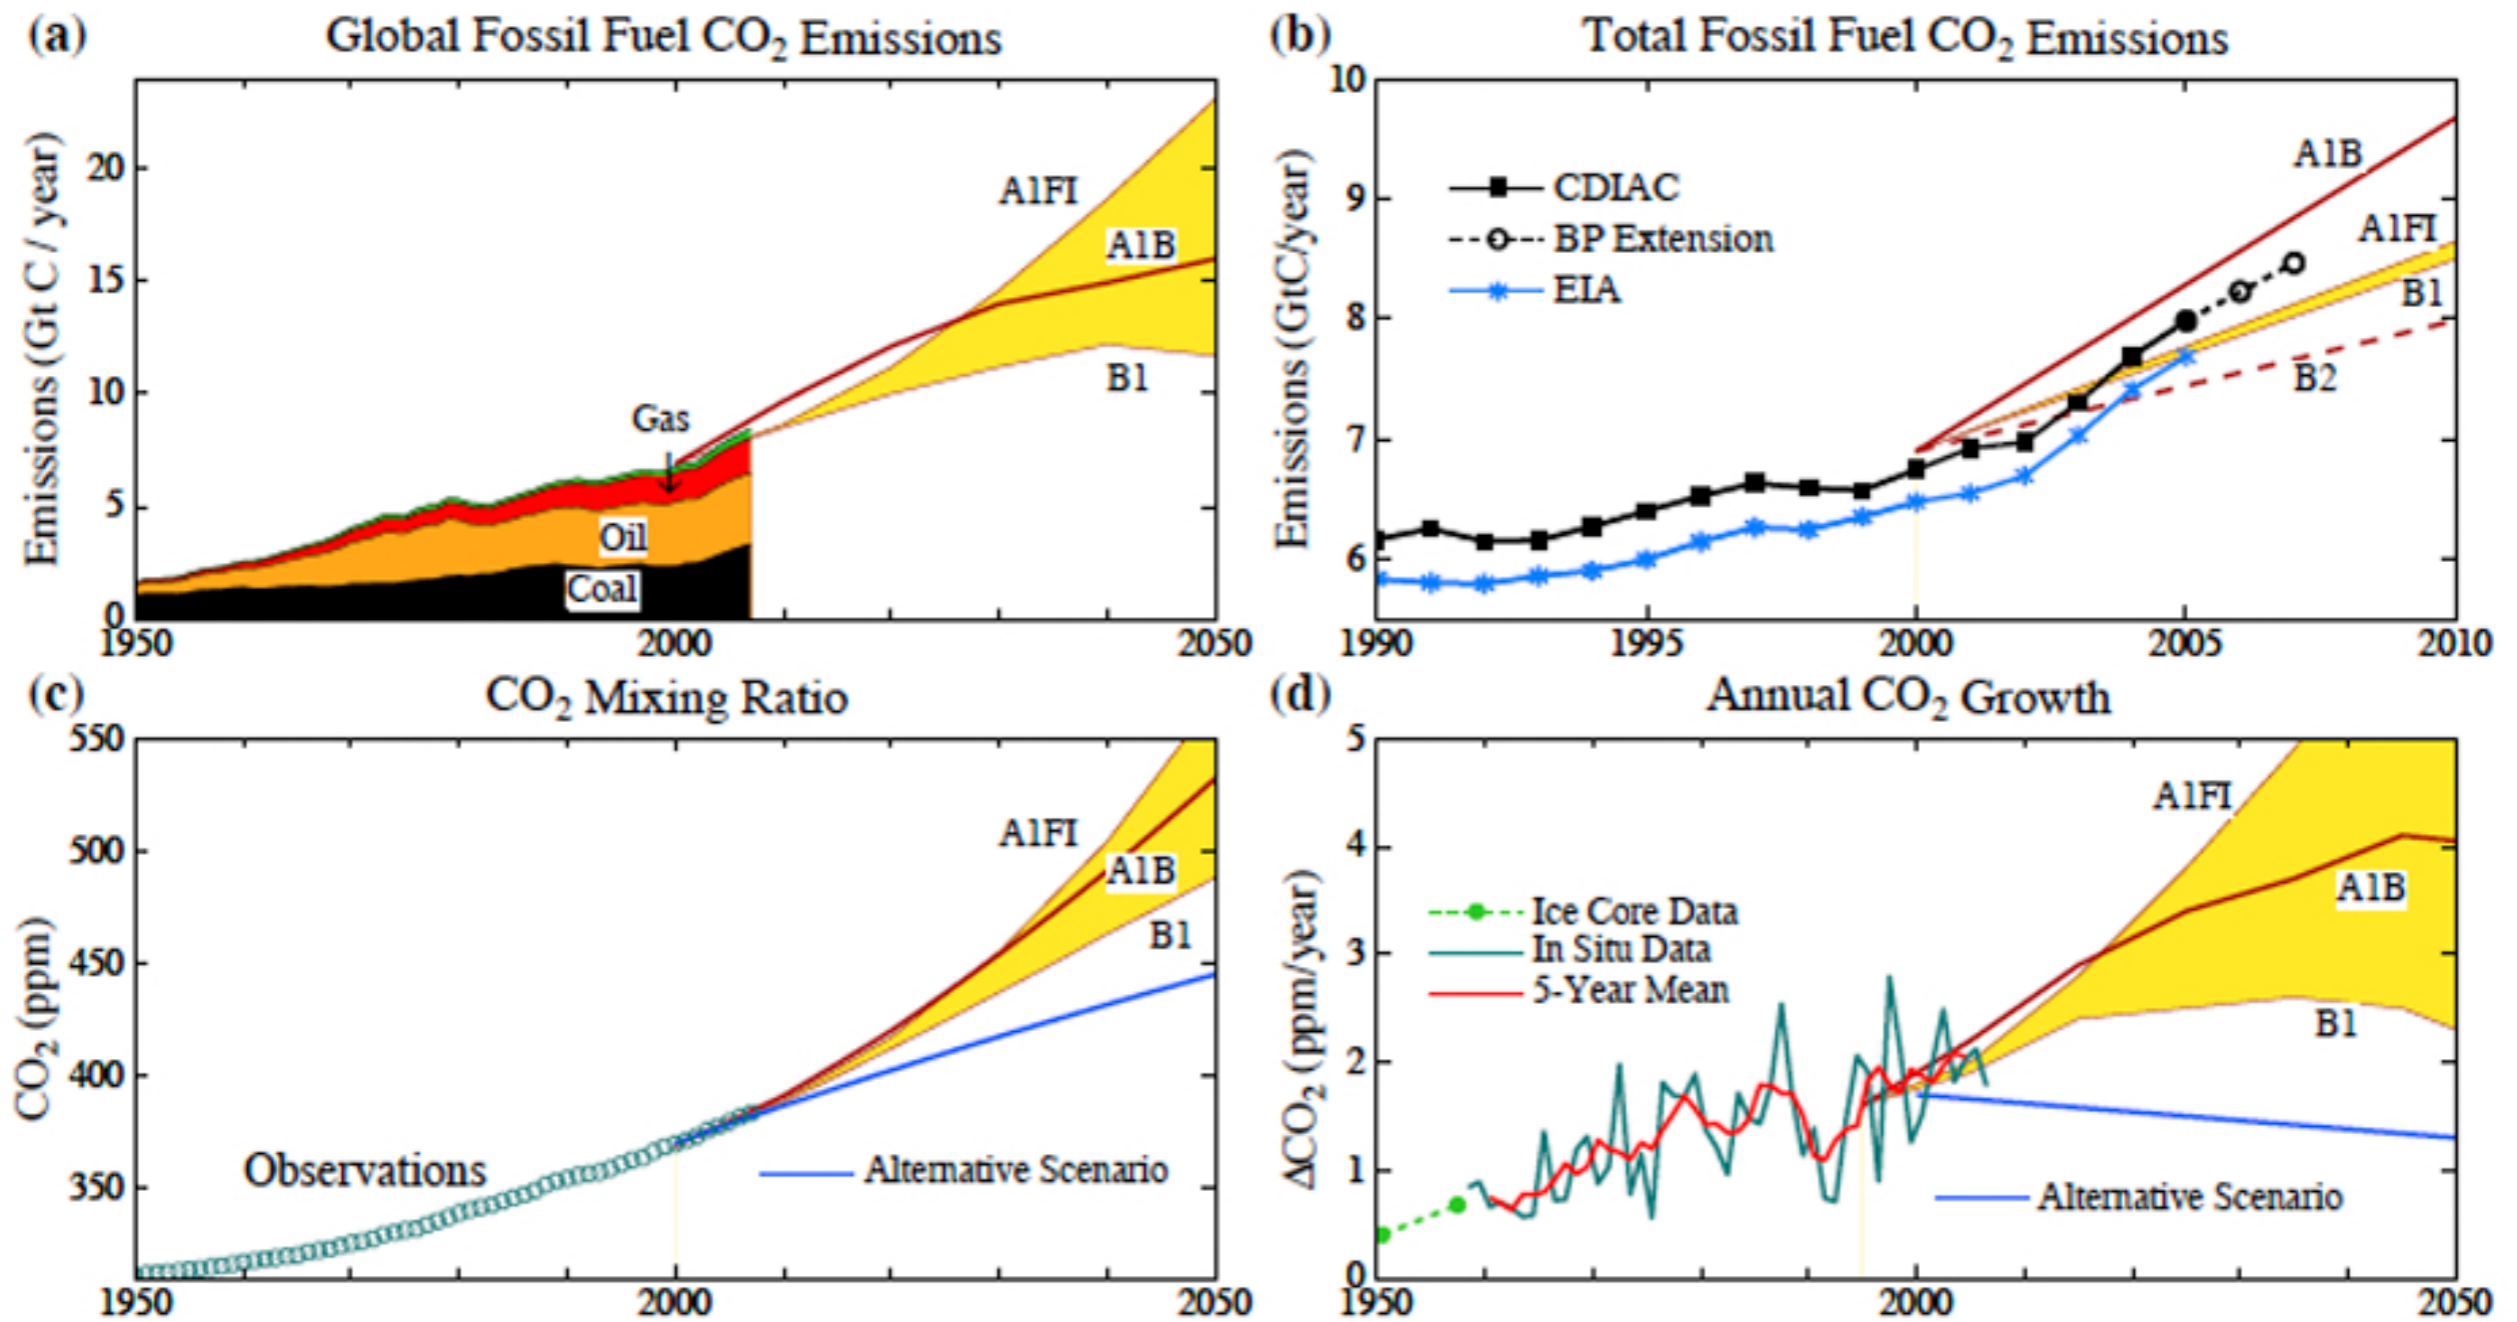 (a) Global Fossil Fuel CO₂ Emissions
Emissions (Gt C / year)
20
15
10
5
0
A1FI
A1B
B1
Gas
Oil
Coal
1950 2000 2050
(b) Total Fossil Fuel CO₂ Emissions
Emissions (GtC/year)
10
9
8
7
6
CDIAC
BP Extension
EIA
A1B
A1FI
B1
B2
1990 1995 2000 2005 2010
(c) CO₂ Mixing Ratio
CO₂ (ppm)
550
500
450
400
350
A1FI
A1B
B1
Observations
Alternative Scenario
1950 2000 2050
(d) Annual CO₂ Growth
ΔCO₂ (ppm/year)
5
4
3
2
1
0
A1FI
A1B
B1
Ice Core Data
In Situ Data
5-Year Mean
Alternative Scenario
1950 2000 2050